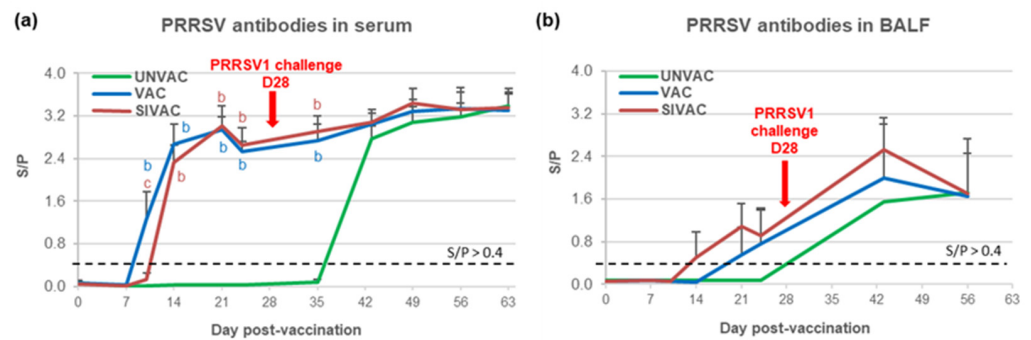 (a)
PRRSV antibodies in serum
4.0
3.2
2.4
1.6
0.8
0.0
S/P
UNVAC
VAC
SIVAC
PRRSV1 challenge
D28
b
b
b
b
b
b
b
b
b
c
S/P > 0.4
0
7
14
21
28
35
42
49
56
63
Day post-vaccination
(b)
PRRSV antibodies in BALF
4.0
3.2
2.4
1.6
0.8
0.0
S/P
UNVAC
VAC
SIVAC
PRRSV1
challenge
D28
S/P > 0.4
0
7
14
21
28
35
42
49
56
63
Day post-vaccination